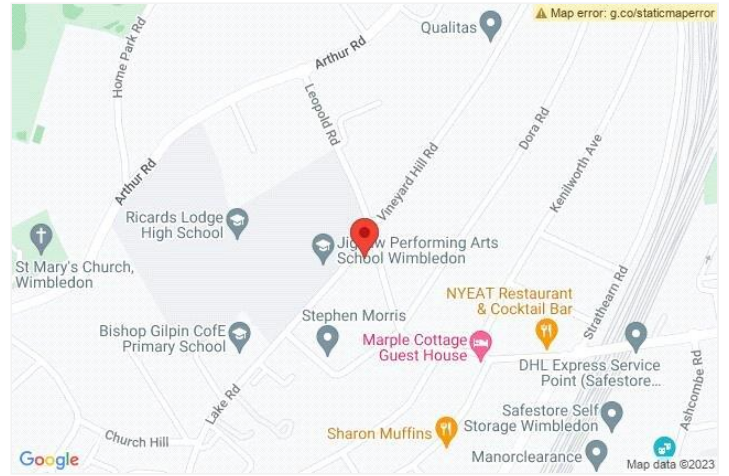 Map error: g.co/staticmaperror
Qualitas
Home Park Rd
Arthur Rd
Leopold Rd
Dora Rd
Vineyard Hill Rd
Kenilworth Ave
Arthur Rd
Ricards Lodge
High School
Performing Arts
School Wimbledon
St Mary's Church,
Wimbledon
Strathearn Rd
NYEAT Restaurant
& Cocktail Bar
Stephen Morris
Bishop Gilpin CofE
Primary School
Marple Cottage
Guest House
DHL Express Service
Point (Safestore...
Ashcombe Rd
Lake Rd
Safestore Self
Storage Wimbledon
Church Hill
Sharon Muffins
Manorclearance
Google
Map data ©2023